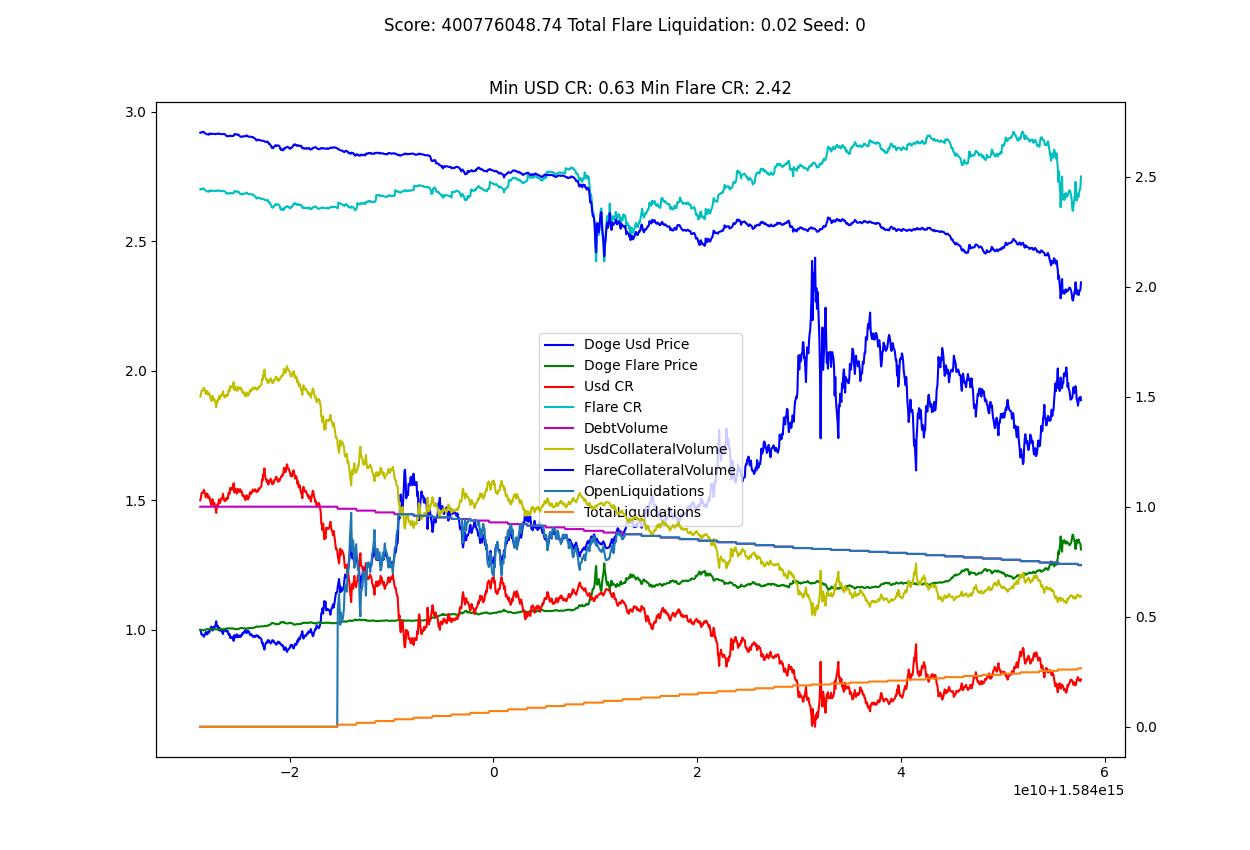 Score: 400776048.74 Total Flare Liquidation: 0.02 Seed: 0
Min USD CR: 0.63 Min Flare CR: 2.42
3.0
2.5
2.0
1.5
1.0
2.5
2.0
1.5
1.0
0.5
0.0
Doge Usd Price
Doge Flare Price
Usd CR
Flare CR
DebtVolume
UsdCollateralVolume
FlareCollateralVolume
OpenLiquidations
TotalLiquidations
−2 0 2 4 6
1e10+1.584e15